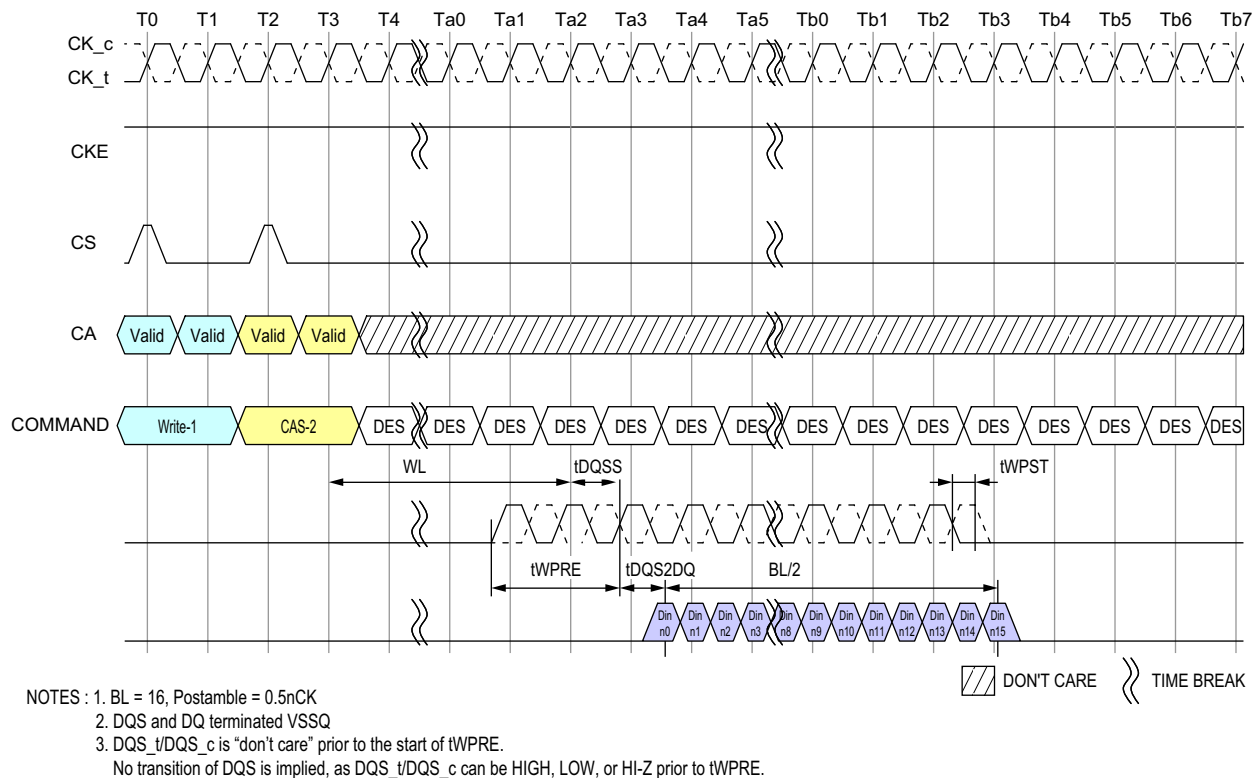 T0 T1 T2 T3 T4 Ta0 Ta1 Ta2 Ta3 Ta4 Ta5 Tb0 Tb1 Tb2 Tb3 Tb4 Tb5 Tb6 Tb7
CK_c
CK_t
CKE
CS
CA Valid Valid Valid Valid
COMMAND Write-1 CAS-2 DES DES DES DES DES DES DES DES DES DES DES DES DES DES DES
WL tDQSS tWPST
tWPRE tDQS2DQ BL/2
Din n0 Din n1 Din n2 Din n3 Din n8 Din n9 Din n10 Din n11 Din n12 Din n13 Din n14 Din n15
DON'T CARE TIME BREAK
NOTES : 1. BL = 16, Postamble = 0.5nCK
2. DQS and DQ terminated VSSQ
3. DQS_t/DQS_c is “don’t care” prior to the start of tWPRE.
No transition of DQS is implied, as DQS_t/DQS_c can be HIGH, LOW, or HI-Z prior to tWPRE.